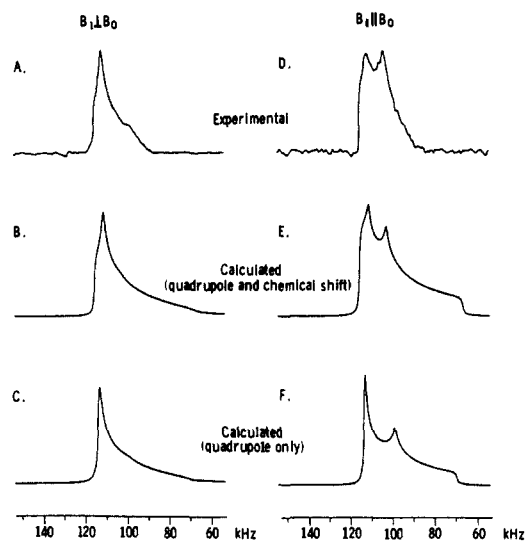 B₁⊥B₀
B₁∥B₀
A.
D.
Experimental
B.
E.
Calculated
(quadrupole and chemical shift)
C.
F.
Calculated
(quadrupole only)
140 120 100 80 60 kHz
140 120 100 80 60 kHz